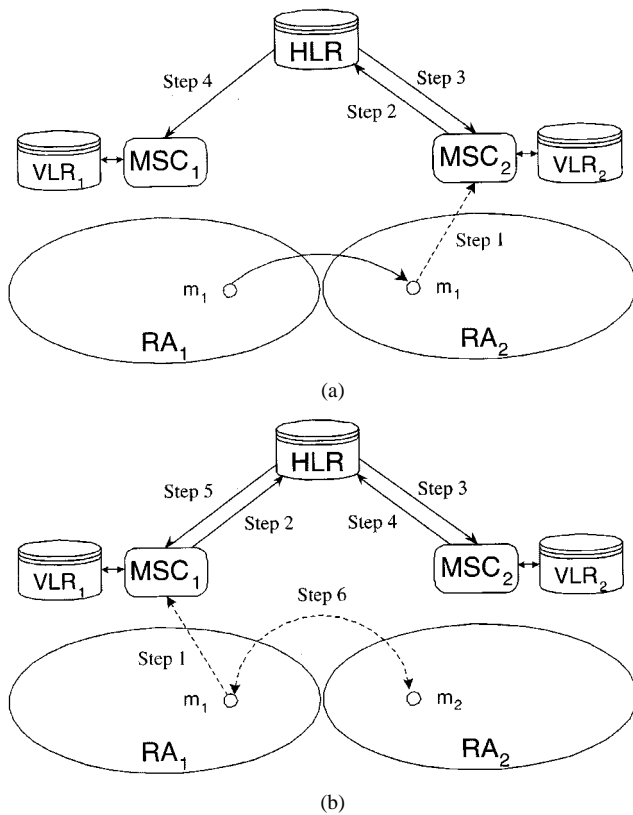 HLR
Step 4
Step 3
Step 2
VLR1
MSC1
MSC2
VLR2
Step 1
m1
m1
RA1
RA2
(a)
HLR
Step 5
Step 3
Step 2
Step 4
VLR1
MSC1
MSC2
VLR2
Step 6
Step 1
m1
m2
RA1
RA2
(b)